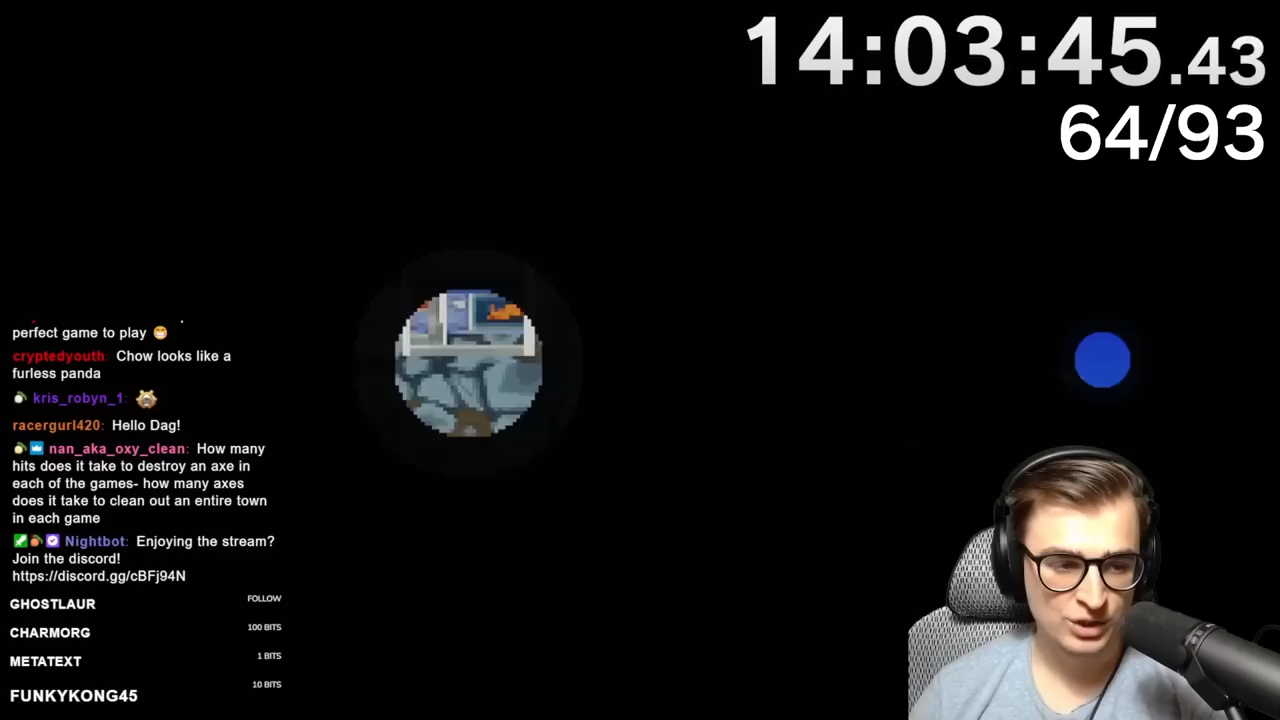 14:03:45.43
64/93
perfect game to play
cryptedyouth: Chow looks like a
furless panda
kris_robyn_1:
racergurl420: Hello Dag!
nan_aka_oxy_clean: How many
hits does it take to destroy an axe in
each of the games- how many axes
does it take to clean out an entire town
in each game
Nightbot: Enjoying the stream?
Join the discord!
https://discord.gg/cBFj94N
GHOSTLAUR FOLLOW
CHARMORG 100 BITS
METATEXT 1 BITS
FUNKYKONG45 10 BITS